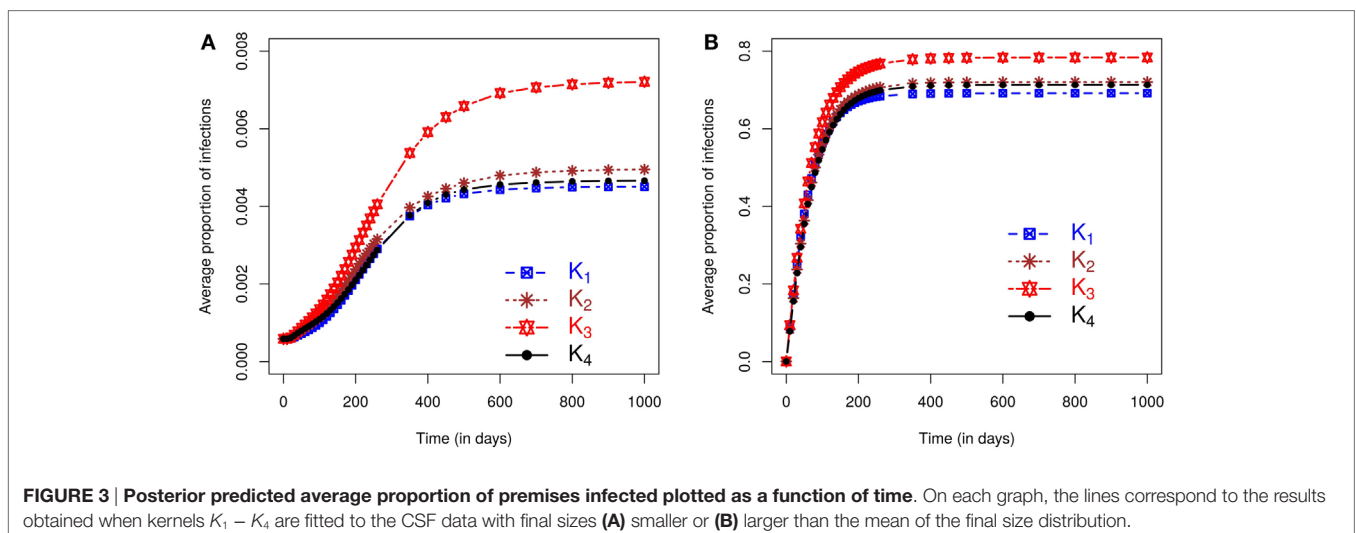 A
Average proportion of infections
0.008
0.006
0.004
0.002
0.000
0 200 400 600 800 1000
Time (in days)
K1
K2
K3
K4
B
Average proportion of infections
0.8
0.6
0.4
0.2
0.0
0 200 400 600 800 1000
Time (in days)
K1
K2
K3
K4
FIGURE 3 | Posterior predicted average proportion of premises infected plotted as a function of time. On each graph, the lines correspond to the results
obtained when kernels K1 – K4 are fitted to the CSF data with final sizes (A) smaller or (B) larger than the mean of the final size distribution.